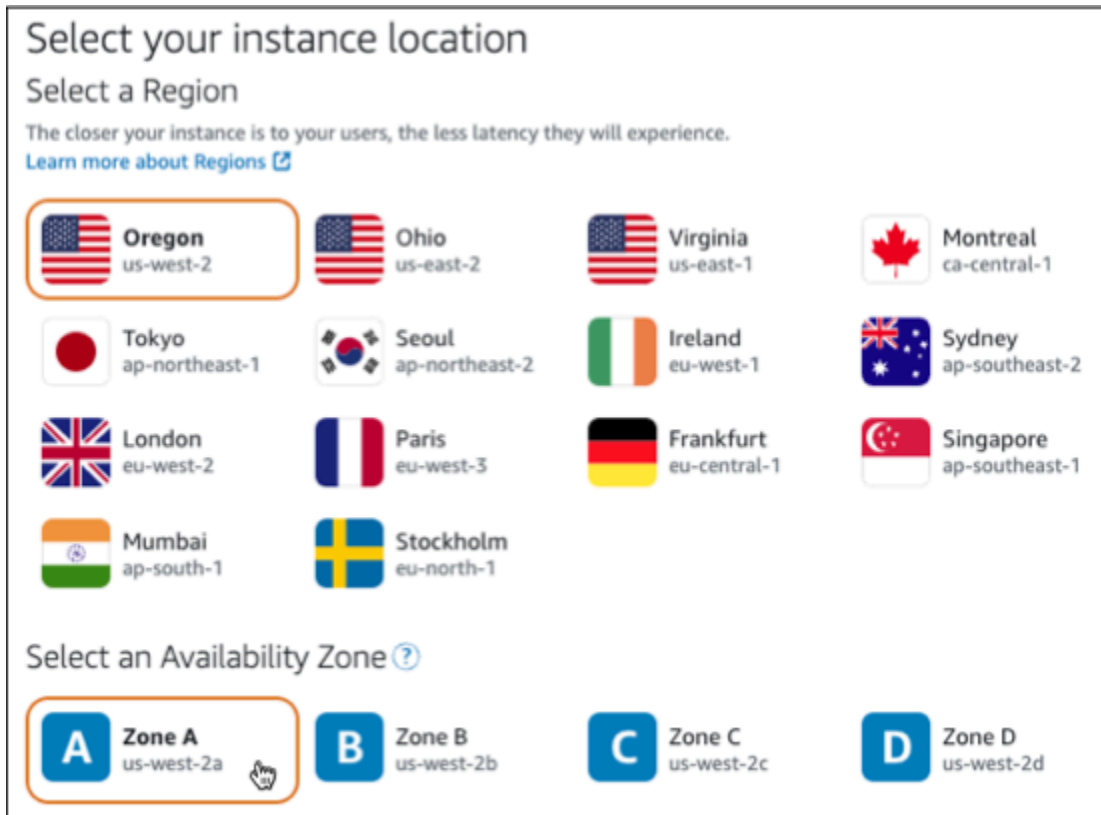 Select your instance location
Select a Region
The closer your instance is to your users, the less latency they will experience.
Learn more about Regions
Oregon
us-west-2
Ohio
us-east-2
Virginia
us-east-1
Montreal
ca-central-1
Tokyo
ap-northeast-1
Seoul
ap-northeast-2
Ireland
eu-west-1
Sydney
ap-southeast-2
London
eu-west-2
Paris
eu-west-3
Frankfurt
eu-central-1
Singapore
ap-southeast-1
Mumbai
ap-south-1
Stockholm
eu-north-1
Select an Availability Zone ?
A
Zone A
us-west-2a
B
Zone B
us-west-2b
C
Zone C
us-west-2c
D
Zone D
us-west-2d